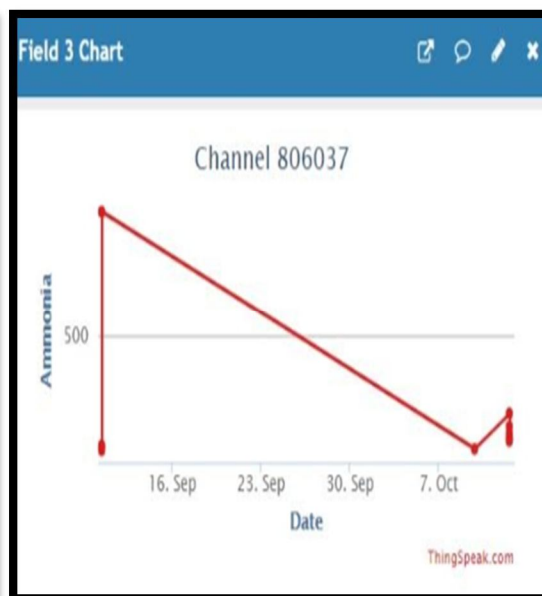 Field 3 Chart
Channel 806037
Ammonia
500
16. Sep
23. Sep
30. Sep
7. Oct
Date
ThingSpeak.com